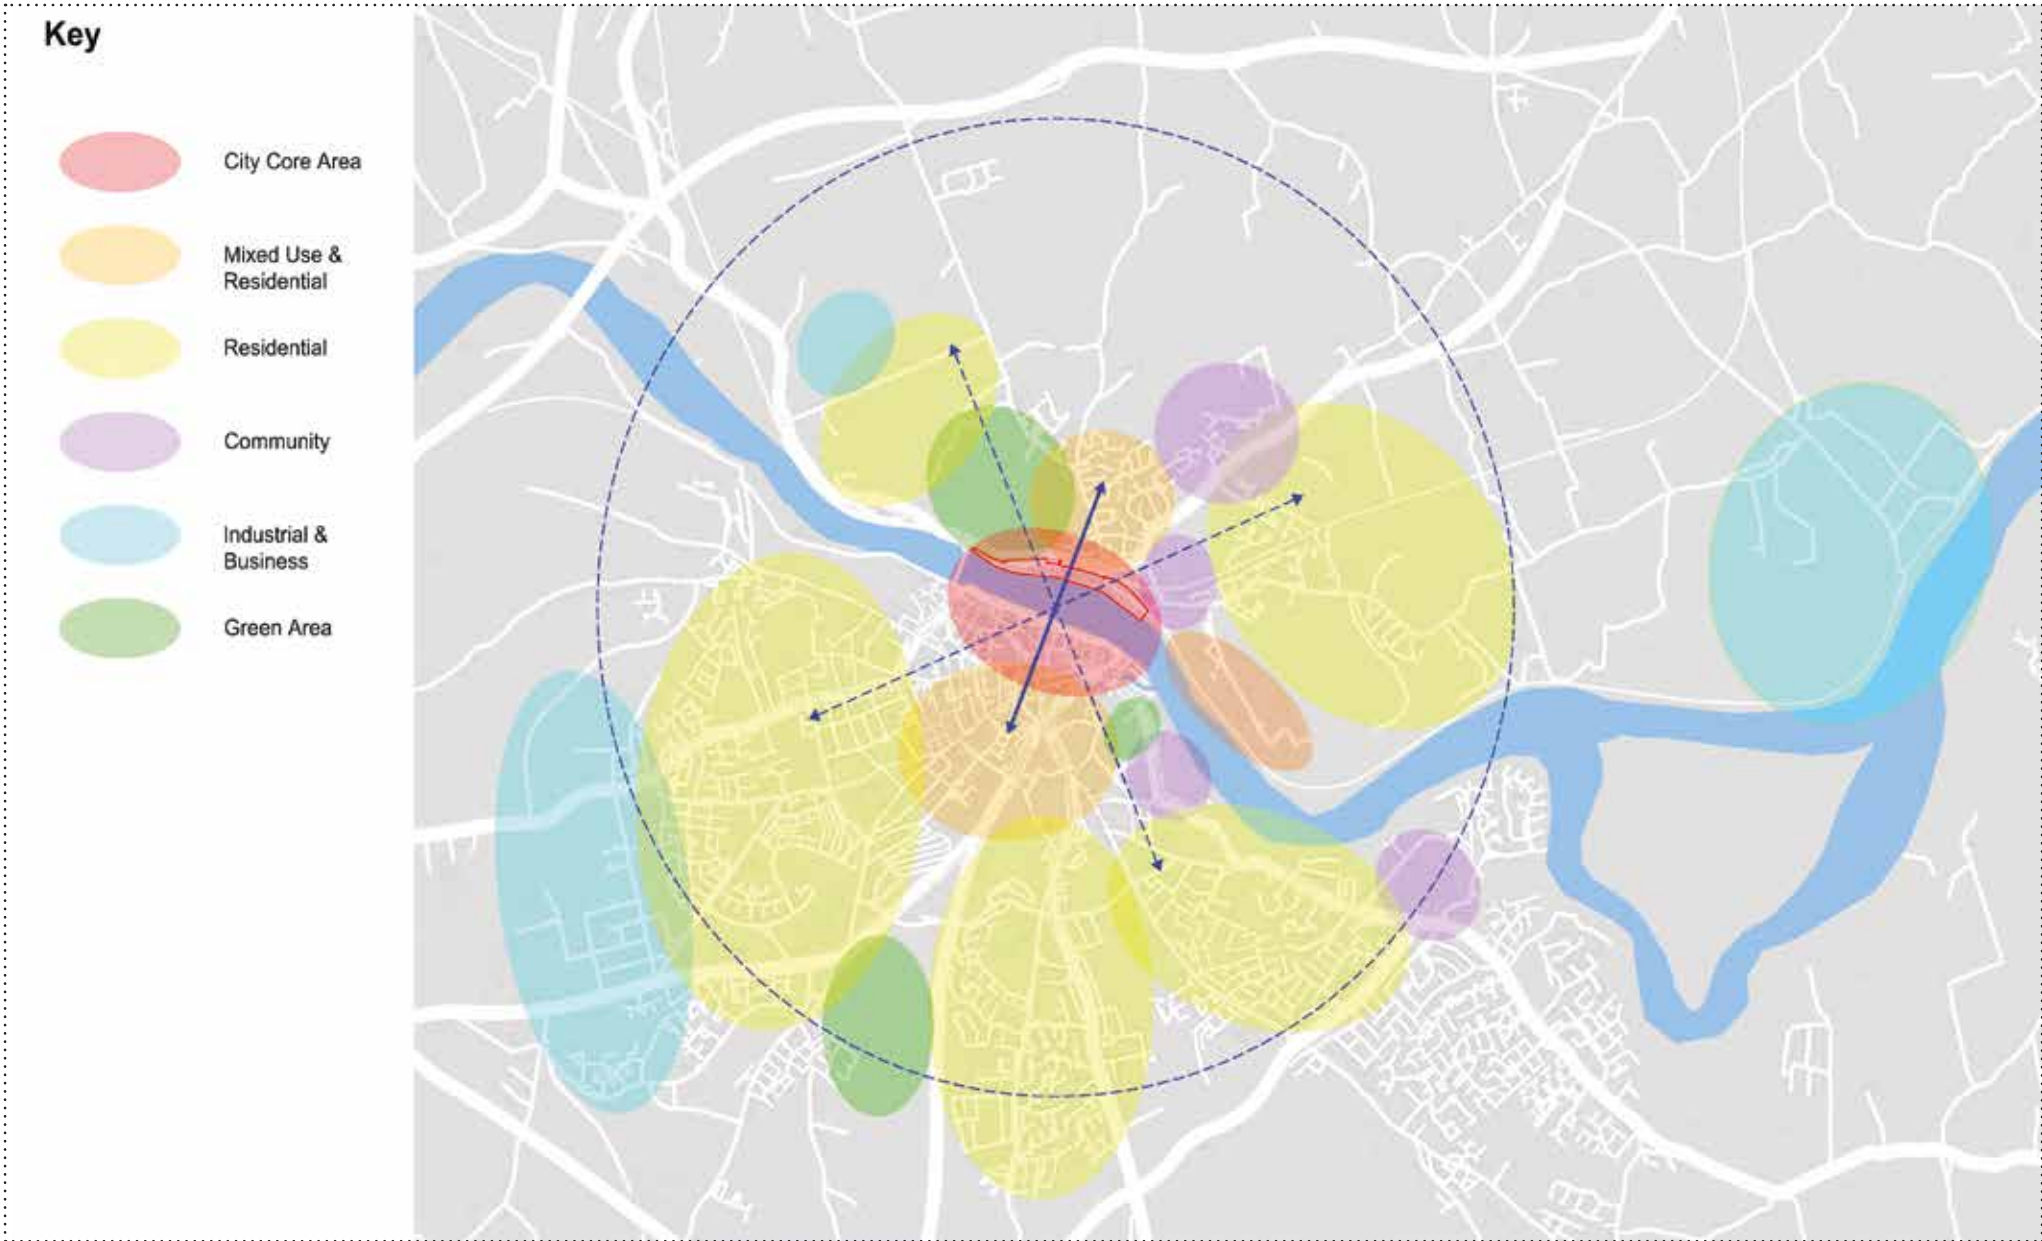 Key
City Core Area
Mixed Use &
Residential
Residential
Community
Industrial &
Business
Green Area